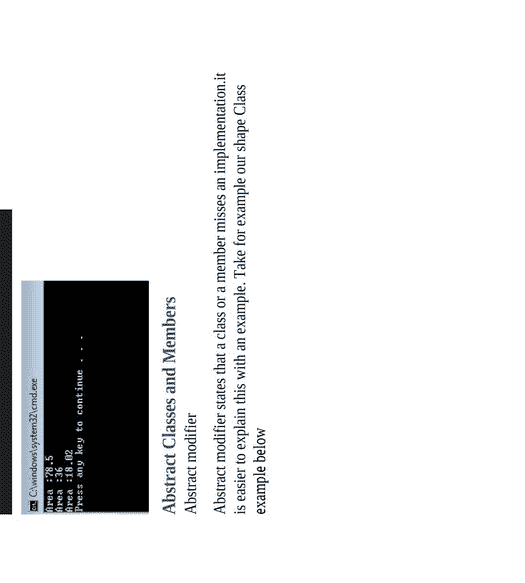 C:\windows\system32\cmd.exe
Area :78.5
Area :36
Area :18.02
Press any key to continue . . .
Abstract Classes and Members
Abstract modifier
Abstract modifier states that a class or a member misses an implementation.it
is easier to explain this with an example. Take for example our shape Class
example below